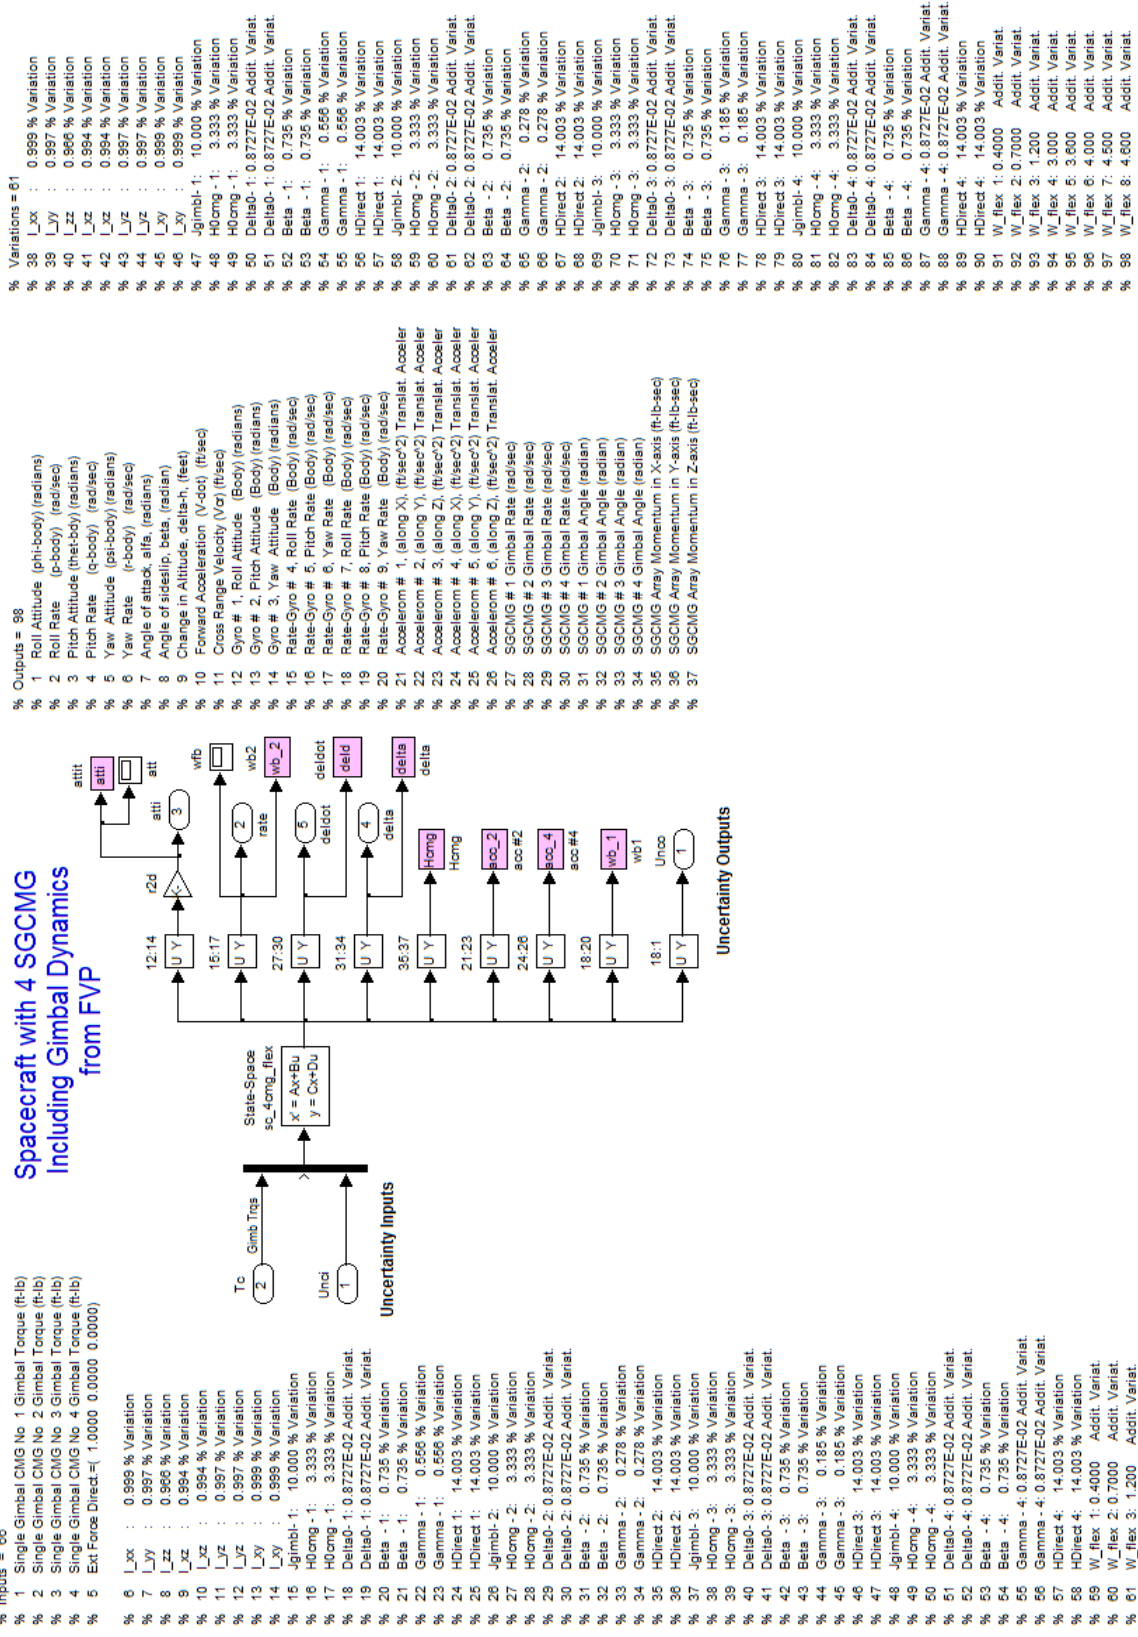 % Inputs = 66
% 1 Single Gimbal CMG No 1 Gimbal Torque (ft-lb)
% 2 Single Gimbal CMG No 2 Gimbal Torque (ft-lb)
% 3 Single Gimbal CMG No 3 Gimbal Torque (ft-lb)
% 4 Single Gimbal CMG No 4 Gimbal Torque (ft-lb)
% 5 Ext Force Direct.=( 1.0000 0.0000 0.0000)
% 6 I_xx : 0.999 % Variation
% 7 I_yy : 0.997 % Variation
% 8 I_zz : 0.986 % Variation
% 9 I_xz : 0.994 % Variation
% 10 I_xz : 0.994 % Variation
% 11 I_yz : 0.997 % Variation
% 12 I_yz : 0.997 % Variation
% 13 I_xy : 0.999 % Variation
% 14 I_xy : 0.999 % Variation
% 15 Jgimbl- 1: 10.000 % Variation
% 16 H0cmg - 1: 3.333 % Variation
% 17 H0cmg - 1: 3.333 % Variation
% 18 Delta0- 1: 0.8727E-02 Addit. Variat.
% 19 Delta0- 1: 0.8727E-02 Addit. Variat.
% 20 Beta - 1: 0.735 % Variation
% 21 Beta - 1: 0.735 % Variation
% 22 Gamma - 1: 0.556 % Variation
% 23 Gamma - 1: 0.556 % Variation
% 24 HDirect 1: 14.003 % Variation
% 25 HDirect 1: 14.003 % Variation
% 26 Jgimbl- 2: 10.000 % Variation
% 27 H0cmg - 2: 3.333 % Variation
% 28 H0cmg - 2: 3.333 % Variation
% 29 Delta0- 2: 0.8727E-02 Addit. Variat.
% 30 Delta0- 2: 0.8727E-02 Addit. Variat.
% 31 Beta - 2: 0.735 % Variation
% 32 Beta - 2: 0.735 % Variation
% 33 Gamma - 2: 0.278 % Variation
% 34 Gamma - 2: 0.278 % Variation
% 35 HDirect 2: 14.003 % Variation
% 36 HDirect 2: 14.003 % Variation
% 37 Jgimbl- 3: 10.000 % Variation
% 38 H0cmg - 3: 3.333 % Variation
% 39 H0cmg - 3: 3.333 % Variation
% 40 Delta0- 3: 0.8727E-02 Addit. Variat.
% 41 Delta0- 3: 0.8727E-02 Addit. Variat.
% 42 Beta - 3: 0.735 % Variation
% 43 Beta - 3: 0.735 % Variation
% 44 Gamma - 3: 0.185 % Variation
% 45 Gamma - 3: 0.185 % Variation
% 46 HDirect 3: 14.003 % Variation
% 47 HDirect 3: 14.003 % Variation
% 48 Jgimbl- 4: 10.000 % Variation
% 49 H0cmg - 4: 3.333 % Variation
% 50 H0cmg - 4: 3.333 % Variation
% 51 Delta0- 4: 0.8727E-02 Addit. Variat.
% 52 Delta0- 4: 0.8727E-02 Addit. Variat.
% 53 Beta - 4: 0.735 % Variation
% 54 Beta - 4: 0.735 % Variation
% 55 Gamma - 4: 0.8727E-02 Addit. Variat.
% 56 Gamma - 4: 0.8727E-02 Addit. Variat.
% 57 HDirect 4: 14.003 % Variation
% 58 HDirect 4: 14.003 % Variation
% 59 W_flex 1: 0.4000 Addit. Variat.
% 60 W_flex 2: 0.7000 Addit. Variat.
% 61 W_flex 3: 1.200 Addit. Variat.
Spacecraft with 4 SGCMG
Including Gimbal Dynamics
from FVP
Tc
2
Gimb Trqs
Unci
1
Uncertainty Inputs
State-Space
sc_4cmg_flex
x' = Ax+Bu
y = Cx+Du
12:14
U Y
r2d
atti
3
attit
atti
att
15:17
U Y
2
rate
wfb
wb2
wb_2
27:30
U Y
5
deldot
deldot
deld
31:34
U Y
4
delta
delta
delta
35:37
U Y
Hcmg
Hcmg
21:23
U Y
acc_2
acc #2
24:26
U Y
acc_4
acc #4
18:20
U Y
wb_1
wb1
18:1
U Y
Unco
1
Uncertainty Outputs
% Outputs = 98
% 1 Roll Attitude (phi-body) (radians)
% 2 Roll Rate (p-body) (rad/sec)
% 3 Pitch Attitude (thet-bdy) (radians)
% 4 Pitch Rate (q-body) (rad/sec)
% 5 Yaw Attitude (psi-body) (radians)
% 6 Yaw Rate (r-body) (rad/sec)
% 7 Angle of attack, alfa, (radians)
% 8 Angle of sideslip, beta, (radian)
% 9 Change in Altitude, delta-h, (feet)
% 10 Forward Acceleration (V-dot) (ft/sec)
% 11 Cross Range Velocity (Vcr) (ft/sec)
% 12 Gyro # 1, Roll Attitude (Body) (radians)
% 13 Gyro # 2, Pitch Attitude (Body) (radians)
% 14 Gyro # 3, Yaw Attitude (Body) (radians)
% 15 Rate-Gyro # 4, Roll Rate (Body) (rad/sec)
% 16 Rate-Gyro # 5, Pitch Rate (Body) (rad/sec)
% 17 Rate-Gyro # 6, Yaw Rate (Body) (rad/sec)
% 18 Rate-Gyro # 7, Roll Rate (Body) (rad/sec)
% 19 Rate-Gyro # 8, Pitch Rate (Body) (rad/sec)
% 20 Rate-Gyro # 9, Yaw Rate (Body) (rad/sec)
% 21 Accelerom # 1, (along X), (ft/sec^2) Translat. Acceler
% 22 Accelerom # 2, (along Y), (ft/sec^2) Translat. Acceler
% 23 Accelerom # 3, (along Z), (ft/sec^2) Translat. Acceler
% 24 Accelerom # 4, (along X), (ft/sec^2) Translat. Acceler
% 25 Accelerom # 5, (along Y), (ft/sec^2) Translat. Acceler
% 26 Accelerom # 6, (along Z), (ft/sec^2) Translat. Acceler
% 27 SGCMG # 1 Gimbal Rate (rad/sec)
% 28 SGCMG # 2 Gimbal Rate (rad/sec)
% 29 SGCMG # 3 Gimbal Rate (rad/sec)
% 30 SGCMG # 4 Gimbal Rate (rad/sec)
% 31 SGCMG # 1 Gimbal Angle (radian)
% 32 SGCMG # 2 Gimbal Angle (radian)
% 33 SGCMG # 3 Gimbal Angle (radian)
% 34 SGCMG # 4 Gimbal Angle (radian)
% 35 SGCMG Array Momentum in X-axis (ft-lb-sec)
% 36 SGCMG Array Momentum in Y-axis (ft-lb-sec)
% 37 SGCMG Array Momentum in Z-axis (ft-lb-sec)
% Variations = 61
% 38 I_xx : 0.999 % Variation
% 39 I_yy : 0.997 % Variation
% 40 I_zz : 0.986 % Variation
% 41 I_xz : 0.994 % Variation
% 42 I_xz : 0.994 % Variation
% 43 I_yz : 0.997 % Variation
% 44 I_yz : 0.997 % Variation
% 45 I_xy : 0.999 % Variation
% 46 I_xy : 0.999 % Variation
% 47 Jgimbl- 1: 10.000 % Variation
% 48 H0cmg - 1: 3.333 % Variation
% 49 H0cmg - 1: 3.333 % Variation
% 50 Delta0- 1: 0.8727E-02 Addit. Variat.
% 51 Delta0- 1: 0.8727E-02 Addit. Variat.
% 52 Beta - 1: 0.735 % Variation
% 53 Beta - 1: 0.735 % Variation
% 54 Gamma - 1: 0.556 % Variation
% 55 Gamma - 1: 0.556 % Variation
% 56 HDirect 1: 14.003 % Variation
% 57 HDirect 1: 14.003 % Variation
% 58 Jgimbl- 2: 10.000 % Variation
% 59 H0cmg - 2: 3.333 % Variation
% 60 H0cmg - 2: 3.333 % Variation
% 61 Delta0- 2: 0.8727E-02 Addit. Variat.
% 62 Delta0- 2: 0.8727E-02 Addit. Variat.
% 63 Beta - 2: 0.735 % Variation
% 64 Beta - 2: 0.735 % Variation
% 65 Gamma - 2: 0.278 % Variation
% 66 Gamma - 2: 0.278 % Variation
% 67 HDirect 2: 14.003 % Variation
% 68 HDirect 2: 14.003 % Variation
% 69 Jgimbl- 3: 10.000 % Variation
% 70 H0cmg - 3: 3.333 % Variation
% 71 H0cmg - 3: 3.333 % Variation
% 72 Delta0- 3: 0.8727E-02 Addit. Variat.
% 73 Delta0- 3: 0.8727E-02 Addit. Variat.
% 74 Beta - 3: 0.735 % Variation
% 75 Beta - 3: 0.735 % Variation
% 76 Gamma - 3: 0.185 % Variation
% 77 Gamma - 3: 0.185 % Variation
% 78 HDirect 3: 14.003 % Variation
% 79 HDirect 3: 14.003 % Variation
% 80 Jgimbl- 4: 10.000 % Variation
% 81 H0cmg - 4: 3.333 % Variation
% 82 H0cmg - 4: 3.333 % Variation
% 83 Delta0- 4: 0.8727E-02 Addit. Variat.
% 84 Delta0- 4: 0.8727E-02 Addit. Variat.
% 85 Beta - 4: 0.735 % Variation
% 86 Beta - 4: 0.735 % Variation
% 87 Gamma - 4: 0.8727E-02 Addit. Variat.
% 88 Gamma - 4: 0.8727E-02 Addit. Variat.
% 89 HDirect 4: 14.003 % Variation
% 90 HDirect 4: 14.003 % Variation
% 91 W_flex 1: 0.4000 Addit. Variat.
% 92 W_flex 2: 0.7000 Addit. Variat.
% 93 W_flex 3: 1.200 Addit. Variat.
% 94 W_flex 4: 3.000 Addit. Variat.
% 95 W_flex 5: 3.600 Addit. Variat.
% 96 W_flex 6: 4.000 Addit. Variat.
% 97 W_flex 7: 4.500 Addit. Variat.
% 98 W_flex 8: 4.600 Addit. Variat.